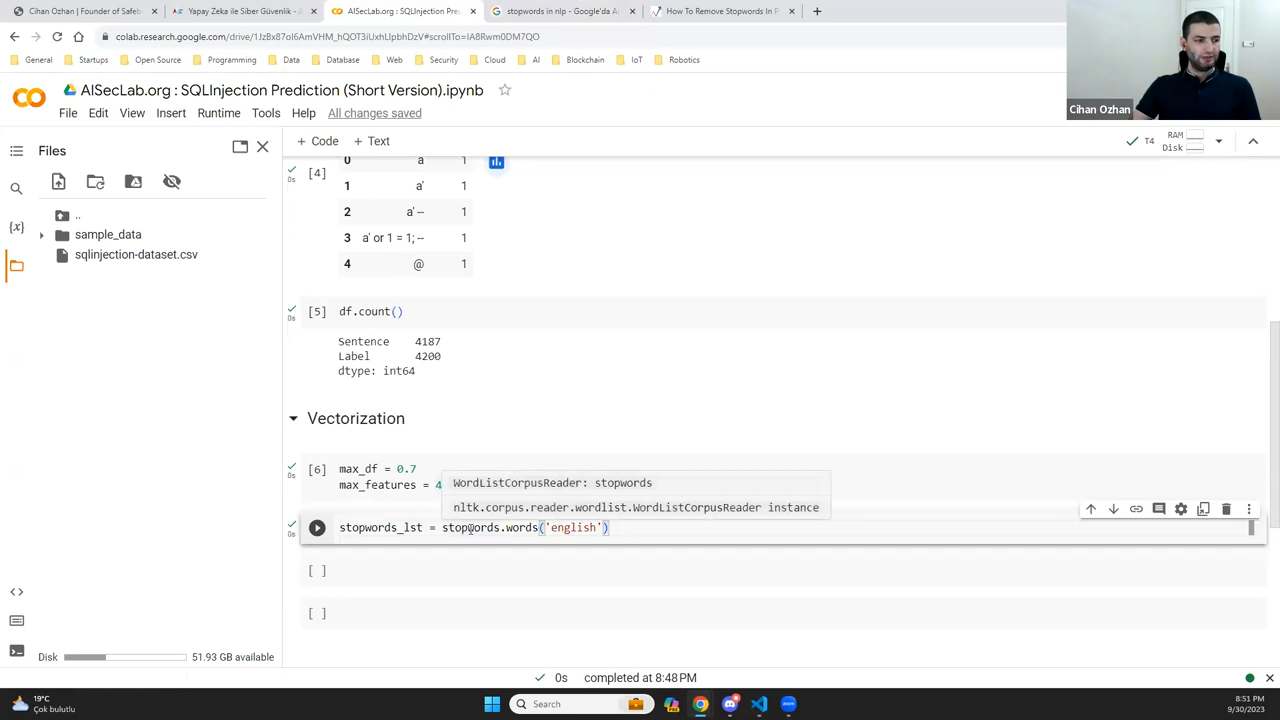 Cihan Ozhan | Founder of Safeb
Yapay Zeka ile Siber Güvenlik - A
AISecLab.org : SQLInjection Pre
stopwords in nlp - Google'da A
How To Remove Stopwords In P
colab.research.google.com/drive/1JzBx87ol6AmVHM_hQOT3iUxhLlpbhDzV#scrollTo=IA8Rwm0DM7QO
General
Startups
Open Source
Programming
Data
Database
Web
Security
Cloud
AI
Blockchain
IoT
Robotics
AISecLab.org : SQLInjection Prediction (Short Version).ipynb
File Edit View Insert Runtime Tools Help All changes saved
Cihan Ozhan
Files
+ Code + Text
RAM
Disk
T4
..
sample_data
sqlinjection-dataset.csv
[4]
0s
0 a 1
1 a' 1
2 a' -- 1
3 a' or 1 = 1; -- 1
4 @ 1
[5] df.count()
0s
Sentence 4187
Label 4200
dtype: int64
Vectorization
[6] max_df = 0.7
0s
max_features = 4
WordListCorpusReader: stopwords
nltk.corpus.reader.wordlist.WordListCorpusReader instance
stopwords_lst = stopwords.words('english')
0s
[ ]
[ ]
{x}
<>
Disk
51.93 GB available
0s completed at 8:48 PM
19°C
Çok bulutlu
Search
8:51 PM
9/30/2023